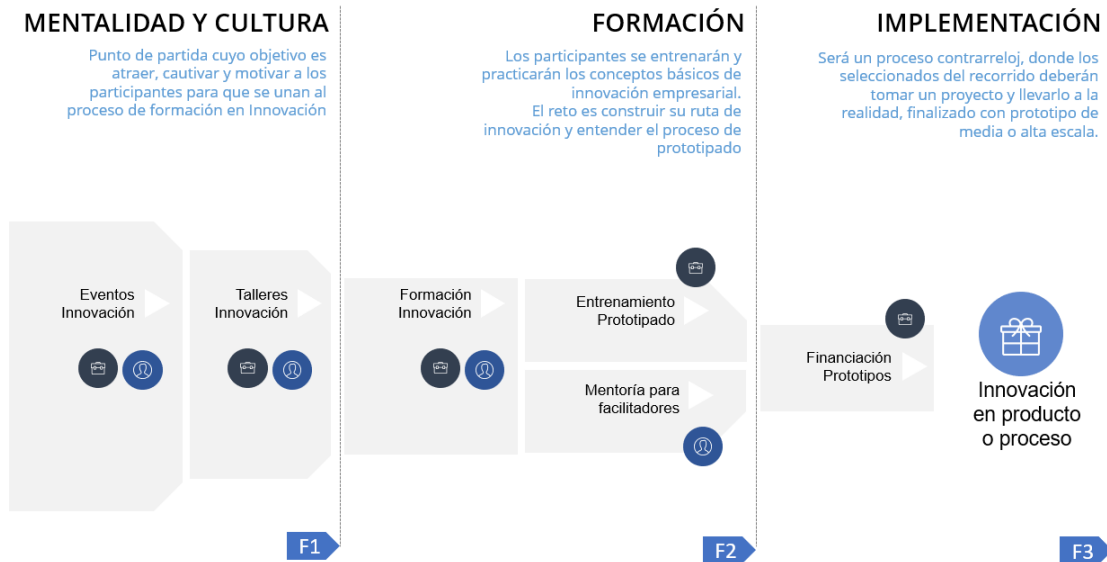 MENTALIDAD Y CULTURA
Punto de partida cuyo objetivo es
atraer, cautivar y motivar a los
participantes para que se unan al
proceso de formación en Innovación
FORMACIÓN
Los participantes se entrenarán y
practicarán los conceptos básicos de
innovación empresarial.
El reto es construir su ruta de
innovación y entender el proceso de
prototipado
IMPLEMENTACIÓN
Será un proceso contrarreloj, donde los
seleccionados del recorrido deberán
tomar un proyecto y llevarlo a la
realidad, finalizado con prototipo de
media o alta escala.
Eventos
Innovación
Talleres
Innovación
Formación
Innovación
Entrenamiento
Prototipado
Mentoría para
facilitadores
Financiación
Prototipos
Innovación
en producto
o proceso
F1
F2
F3